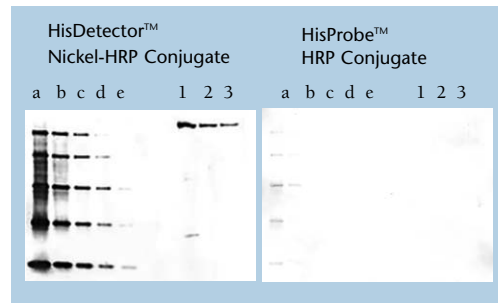 HisDetector™
Nickel-HRP Conjugate
a b c d e 1 2 3
HisProbe™
HRP Conjugate
a b c d e 1 2 3